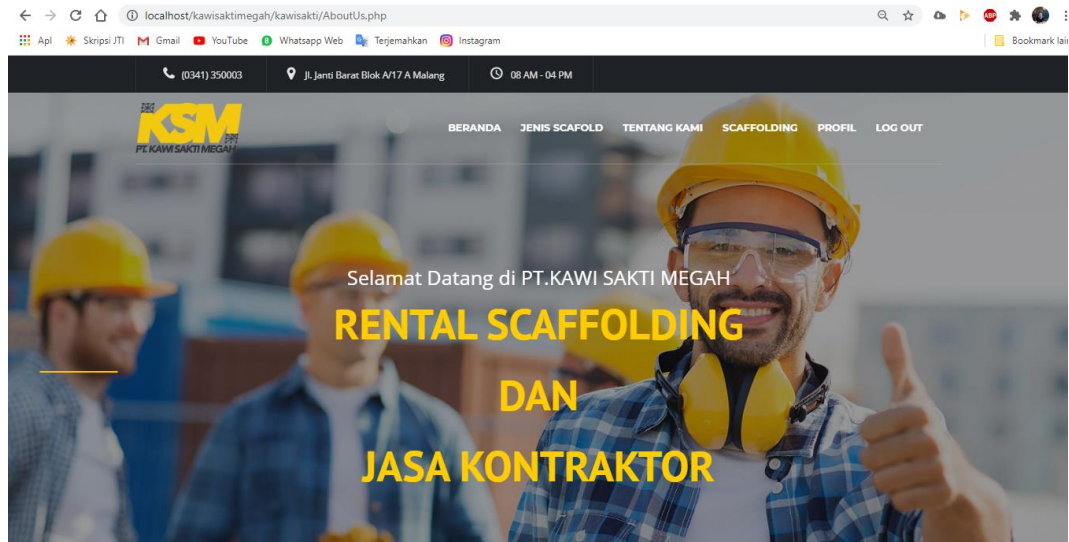 localhost/kawisaktimegah/kawisakti/AboutUs.php
Apl Skripsi JTI Gmail YouTube Whatsapp Web Terjemahkan Instagram Bookmark lain
(0341) 350003 Jl. Janti Barat Blok A/17 A Malang 08 AM - 04 PM
KSM
PT. KAWI SAKTI MEGAH
BERANDA JENIS SCAFOLD TENTANG KAMI SCAFFOLDING PROFIL LOG OUT
Selamat Datang di PT.KAWI SAKTI MEGAH
RENTAL SCAFFOLDING
DAN
JASA KONTRAKTOR